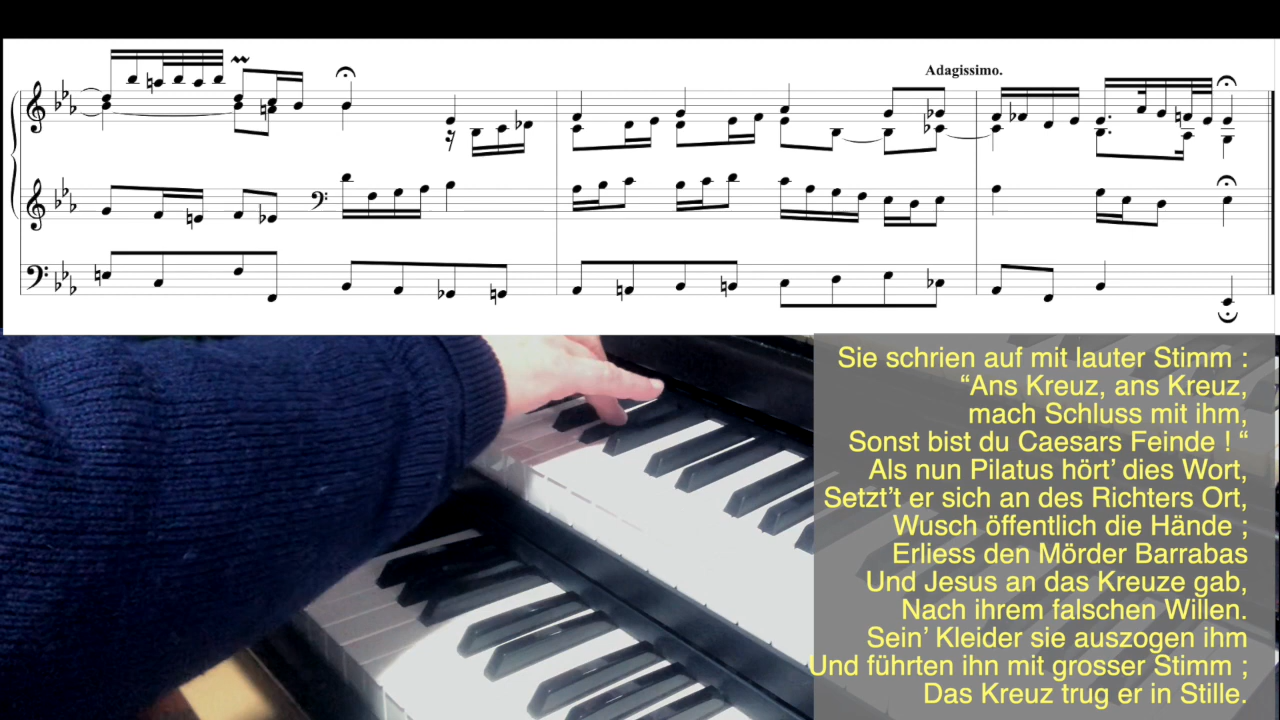 Adagissimo.
Sie schrien auf mit lauter Stimm :
“Ans Kreuz, ans Kreuz,
mach Schluss mit ihm,
Sonst bist du Caesars Feinde ! “
Als nun Pilatus hört’ dies Wort,
Setzt’t er sich an des Richters Ort,
Wusch öffentlich die Hände ;
Erliess den Mörder Barrabas
Und Jesus an das Kreuze gab,
Nach ihrem falschen Willen.
Sein’ Kleider sie auszogen ihm
Und führten ihn mit grosser Stimm ;
Das Kreuz trug er in Stille.